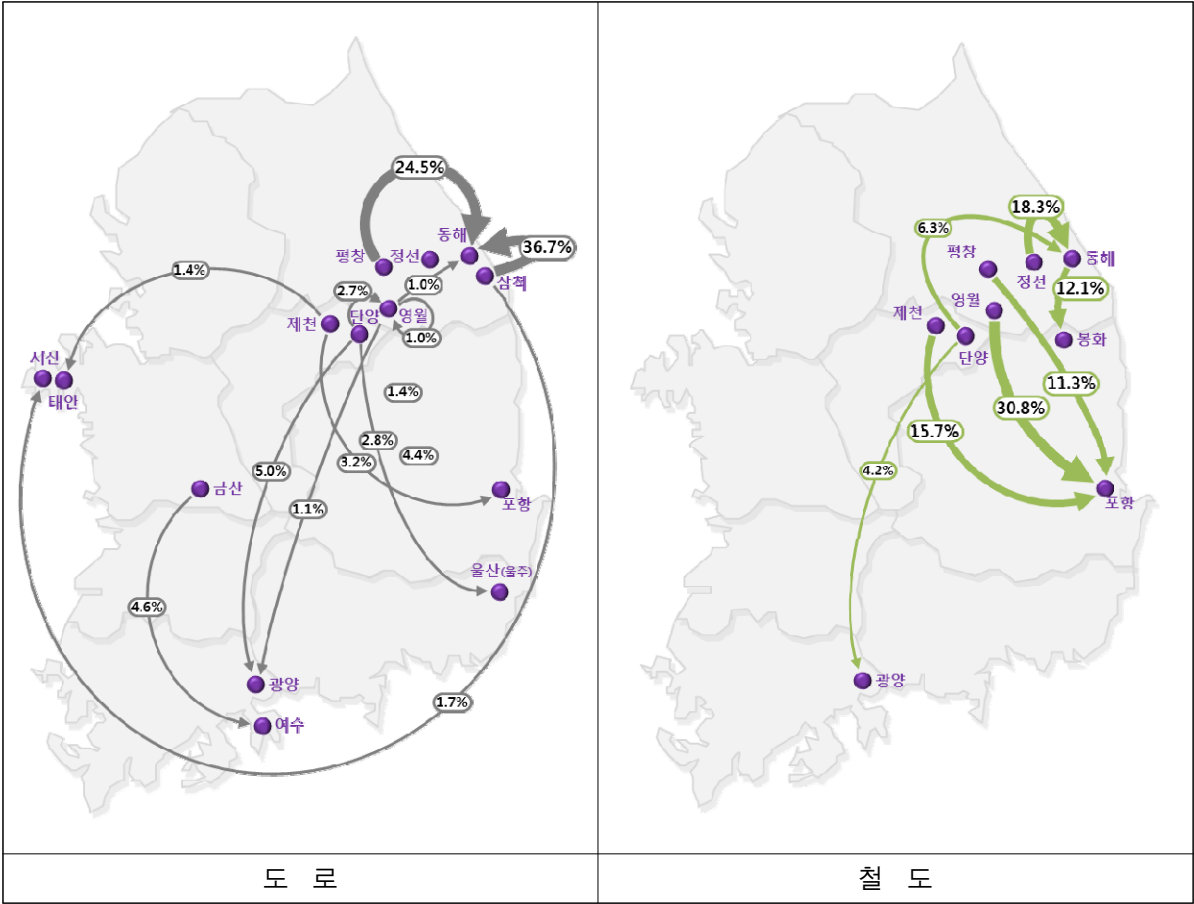 24.5%
동해
36.7%
평창
정선
삼척
1.4%
2.7%
1.0%
제천
단양
영월
1.0%
서산
태안
1.4%
2.8%
4.4%
3.2%
5.0%
금산
포항
1.1%
울산(울주)
4.6%
광양
1.7%
여수
도 로
18.3%
6.3%
평창
동해
정선
12.1%
영월
제천
봉화
단양
11.3%
30.8%
15.7%
4.2%
포항
광양
철 도